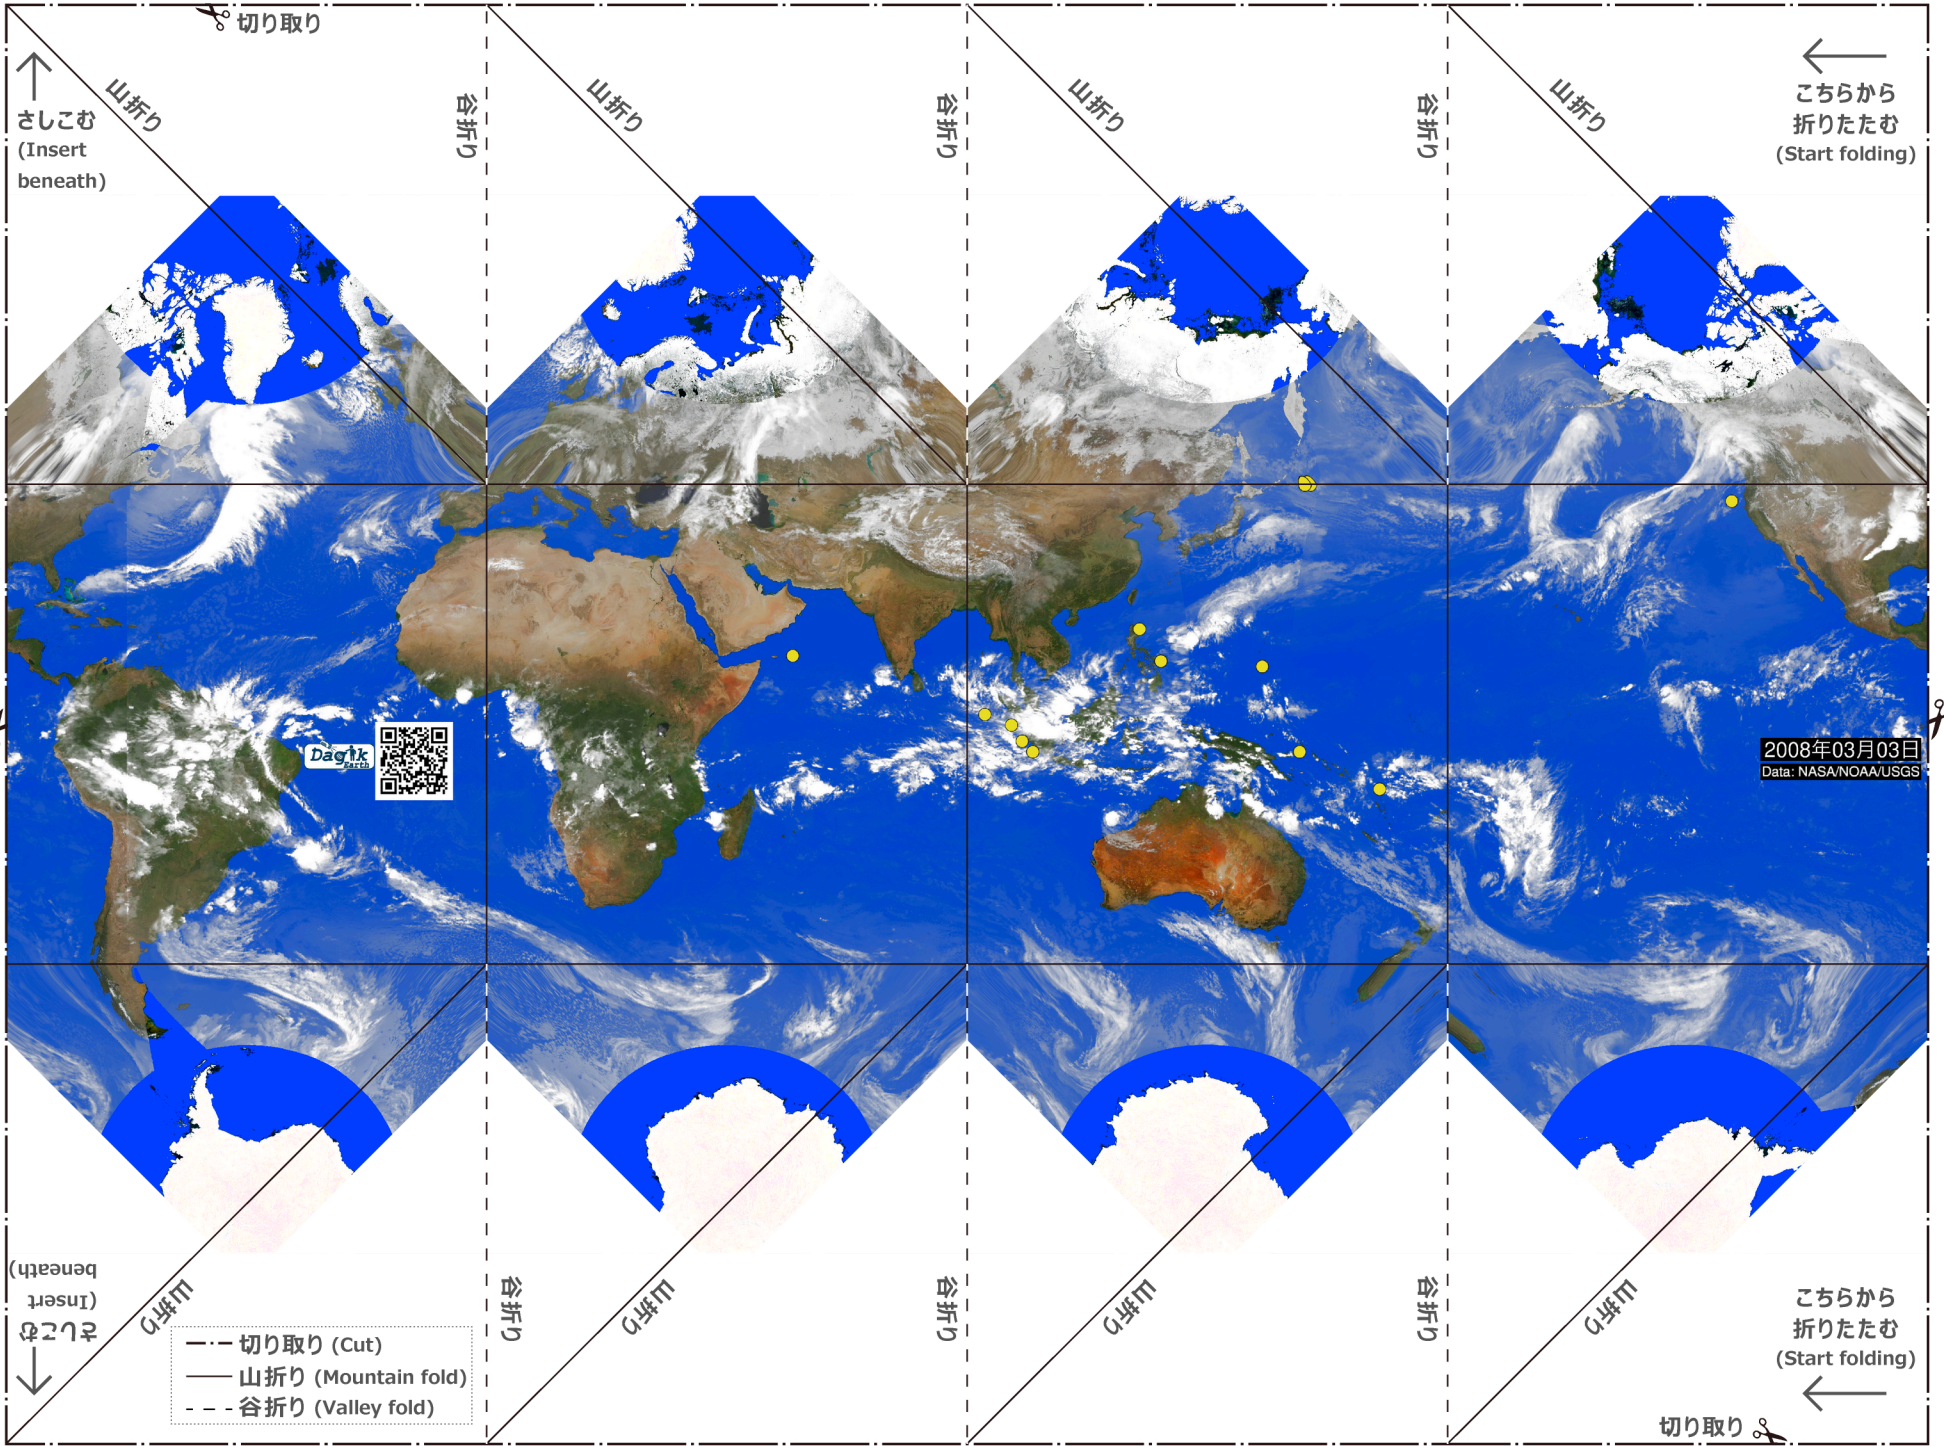 切り取り
山折り
谷折り
山折り
谷折り
山折り
谷折り
山折り
さしこむ
(Insert
beneath)
こちらから
折りたたむ
(Start folding)
Dagik
Earth
2008年03月03日
Data: NASA/NOAA/USGS
さしこむ
(Insert
beneath)
山折り
谷折り
山折り
谷折り
山折り
谷折り
山折り
こちらから
折りたたむ
(Start folding)
切り取り (Cut)
山折り (Mountain fold)
谷折り (Valley fold)
切り取り